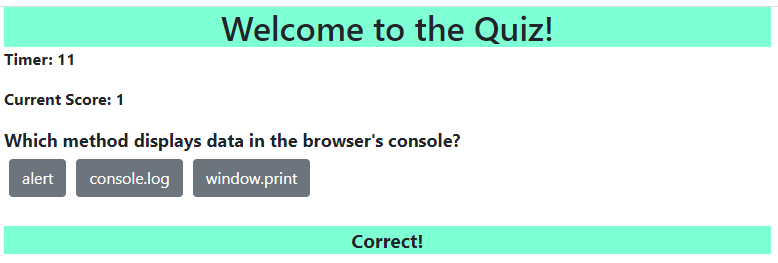 Welcome to the Quiz!
Timer: 11
Current Score: 1
Which method displays data in the browser's console?
alert console.log window.print
Correct!